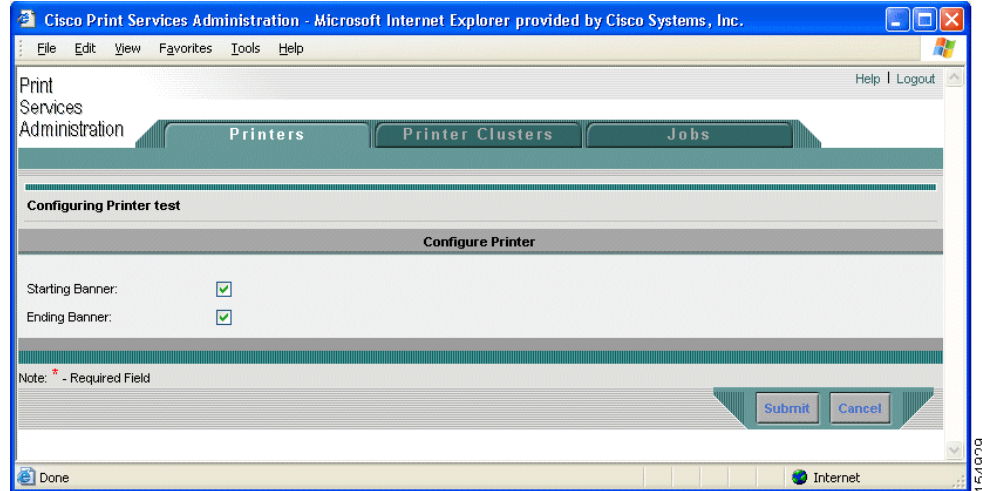 Cisco Print Services Administration - Microsoft Internet Explorer provided by Cisco Systems, Inc.
File Edit View Favorites Tools Help
Help | Logout
Print
Services
Administration
Printers Printer Clusters Jobs
Configuring Printer test
Configure Printer
Starting Banner:
Ending Banner:
Note: * - Required Field
Submit Cancel
Done Internet
154929